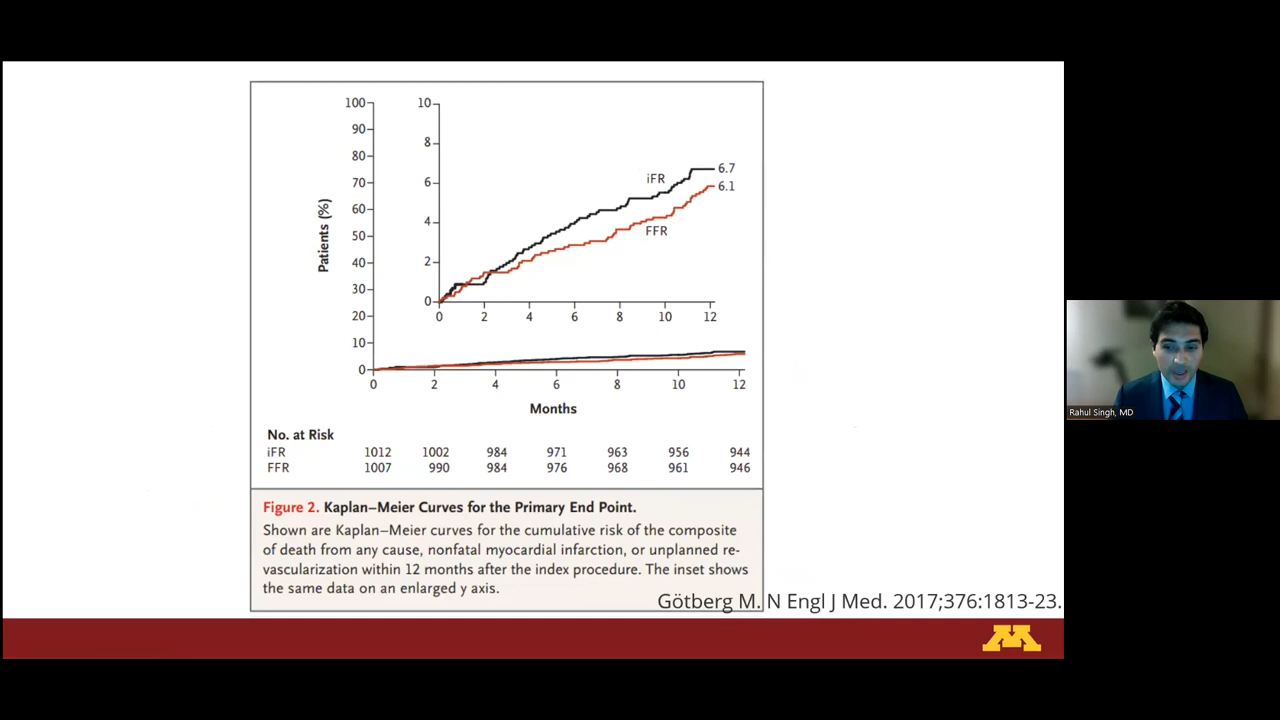 100
90
80
70
60
50
40
30
20
10
0
Patients (%)
10
8
6
4
2
0
iFR
6.7
6.1
FFR
0 2 4 6 8 10 12
0 2 4 6 8 10 12
Months
No. at Risk
iFR 1012 1002 984 971 963 956 944
FFR 1007 990 984 976 968 961 946
Figure 2. Kaplan–Meier Curves for the Primary End Point.
Shown are Kaplan–Meier curves for the cumulative risk of the composite
of death from any cause, nonfatal myocardial infarction, or unplanned re-
vascularization within 12 months after the index procedure. The inset shows
the same data on an enlarged y axis.
Götberg M. N Engl J Med. 2017;376:1813-23.
M
Rahul Singh, MD